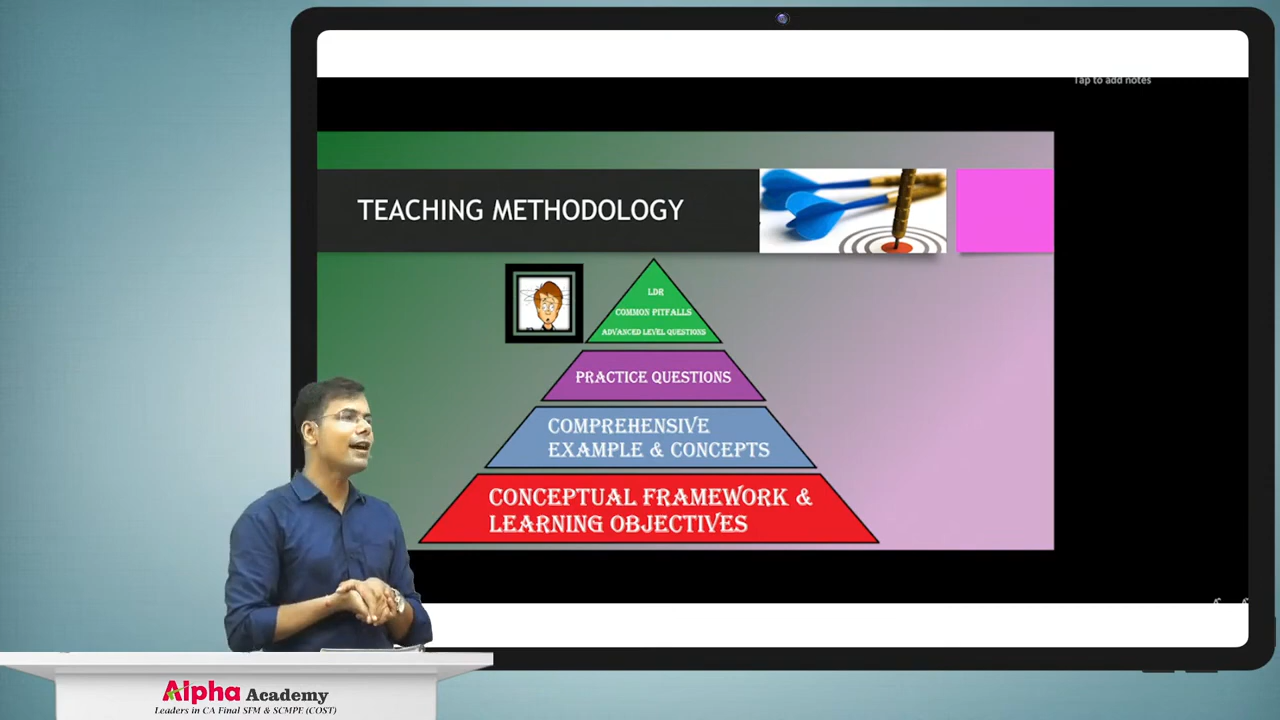 Tap to add notes
TEACHING METHODOLOGY
LDR
COMMON PITFALLS
ADVANCED LEVEL QUESTIONS
PRACTICE QUESTIONS
COMPREHENSIVE
EXAMPLE & CONCEPTS
CONCEPTUAL FRAMEWORK &
LEARNING OBJECTIVES
Alpha Academy
Leaders in CA Final SFM & SCMPE (COST)